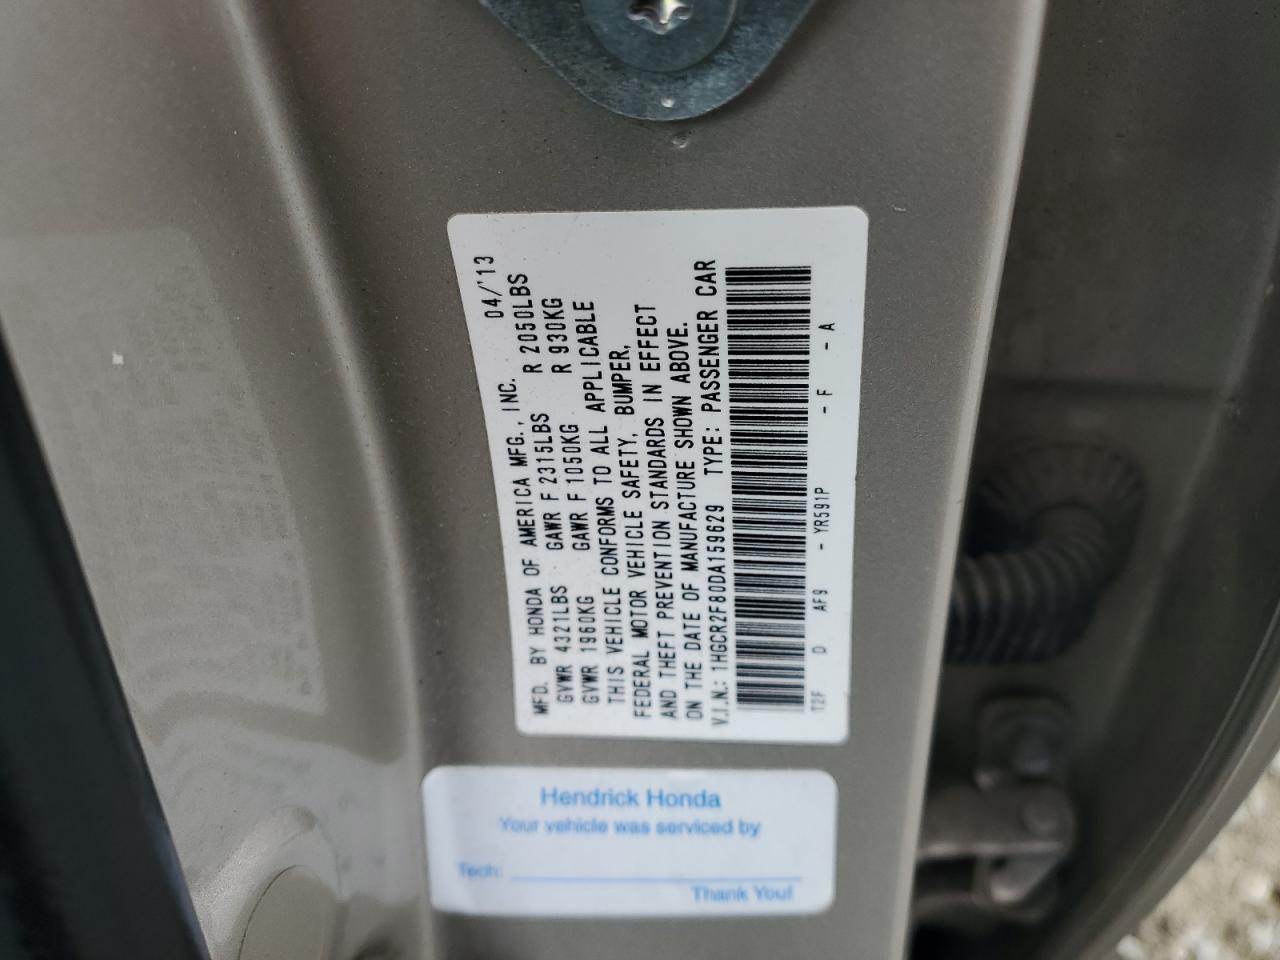 MFD. BY HONDA OF AMERICA MFG., INC. 04/'13
GVWR 4321LBS GAWR F 2315LBS R 2050LBS
GVWR 1960KG GAWR F 1050KG R 930KG
THIS VEHICLE CONFORMS TO ALL APPLICABLE
FEDERAL MOTOR VEHICLE SAFETY, BUMPER,
AND THEFT PREVENTION STANDARDS IN EFFECT
ON THE DATE OF MANUFACTURE SHOWN ABOVE.
V.I.N.: 1HGCR2F80DA159629 TYPE: PASSENGER CAR
T2F D AF9 - YR591P - F - A
Hendrick Honda
Your vehicle was serviced by
Tech:
Thank You!